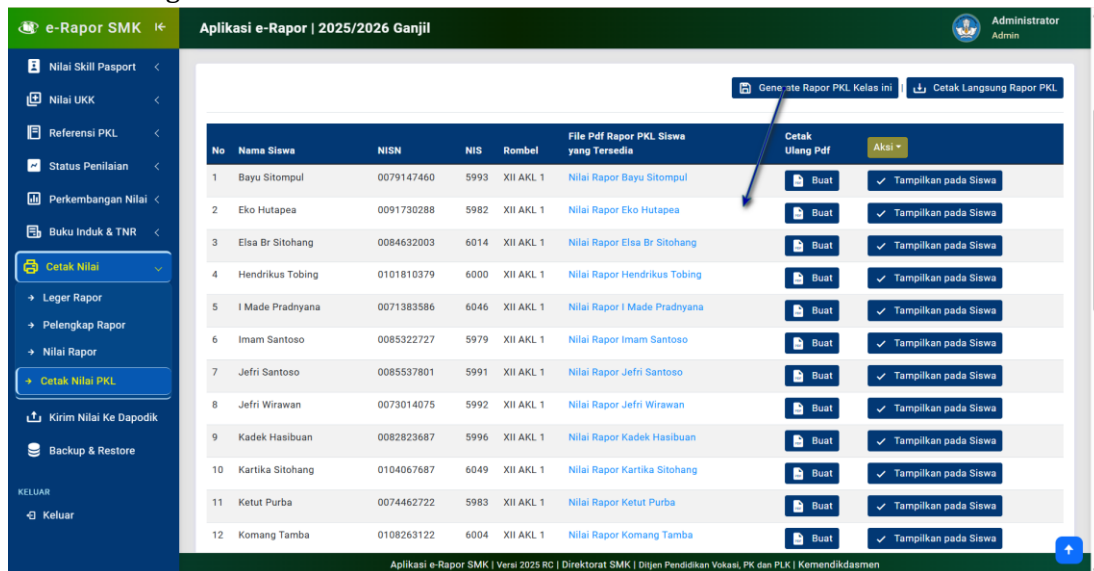 e-Rapor SMK
Aplikasi e-Rapor | 2025/2026 Ganjil
Administrator
Admin
Nilai Skill Pasport
Nilai UKK
Referensi PKL
Status Penilaian
Perkembangan Nilai
Buku Induk & TNR
Cetak Nilai
Leger Rapor
Pelengkap Rapor
Nilai Rapor
Cetak Nilai PKL
Kirim Nilai Ke Dapodik
Backup & Restore
KELUAR
Keluar
Generate Rapor PKL Kelas ini | Cetak Langsung Rapor PKL
No Nama Siswa NISN NIS Rombel File Pdf Rapor PKL Siswa yang Tersedia Cetak Ulang Pdf Aksi
1 Bayu Sitompul 0079147460 5993 XII AKL 1 Nilai Rapor Bayu Sitompul Buat Tampilkan pada Siswa
2 Eko Hutapea 0091730288 5982 XII AKL 1 Nilai Rapor Eko Hutapea Buat Tampilkan pada Siswa
3 Elsa Br Sitohang 0084632003 6014 XII AKL 1 Nilai Rapor Elsa Br Sitohang Buat Tampilkan pada Siswa
4 Hendrikus Tobing 0101810379 6000 XII AKL 1 Nilai Rapor Hendrikus Tobing Buat Tampilkan pada Siswa
5 I Made Pradnyana 0071383586 6046 XII AKL 1 Nilai Rapor I Made Pradnyana Buat Tampilkan pada Siswa
6 Imam Santoso 0085322727 5979 XII AKL 1 Nilai Rapor Imam Santoso Buat Tampilkan pada Siswa
7 Jefri Santoso 0085537801 5991 XII AKL 1 Nilai Rapor Jefri Santoso Buat Tampilkan pada Siswa
8 Jefri Wirawan 0073014075 5992 XII AKL 1 Nilai Rapor Jefri Wirawan Buat Tampilkan pada Siswa
9 Kadek Hasibuan 0082823687 5996 XII AKL 1 Nilai Rapor Kadek Hasibuan Buat Tampilkan pada Siswa
10 Kartika Sitohang 0104067687 6049 XII AKL 1 Nilai Rapor Kartika Sitohang Buat Tampilkan pada Siswa
11 Ketut Purba 0074462722 5983 XII AKL 1 Nilai Rapor Ketut Purba Buat Tampilkan pada Siswa
12 Komang Tamba 0108263122 6004 XII AKL 1 Nilai Rapor Komang Tamba Buat Tampilkan pada Siswa
Aplikasi e-Rapor SMK | Versi 2025 RC | Direktorat SMK | Ditjen Pendidikan Vokasi, PK dan PLK | Kemendikdasmen